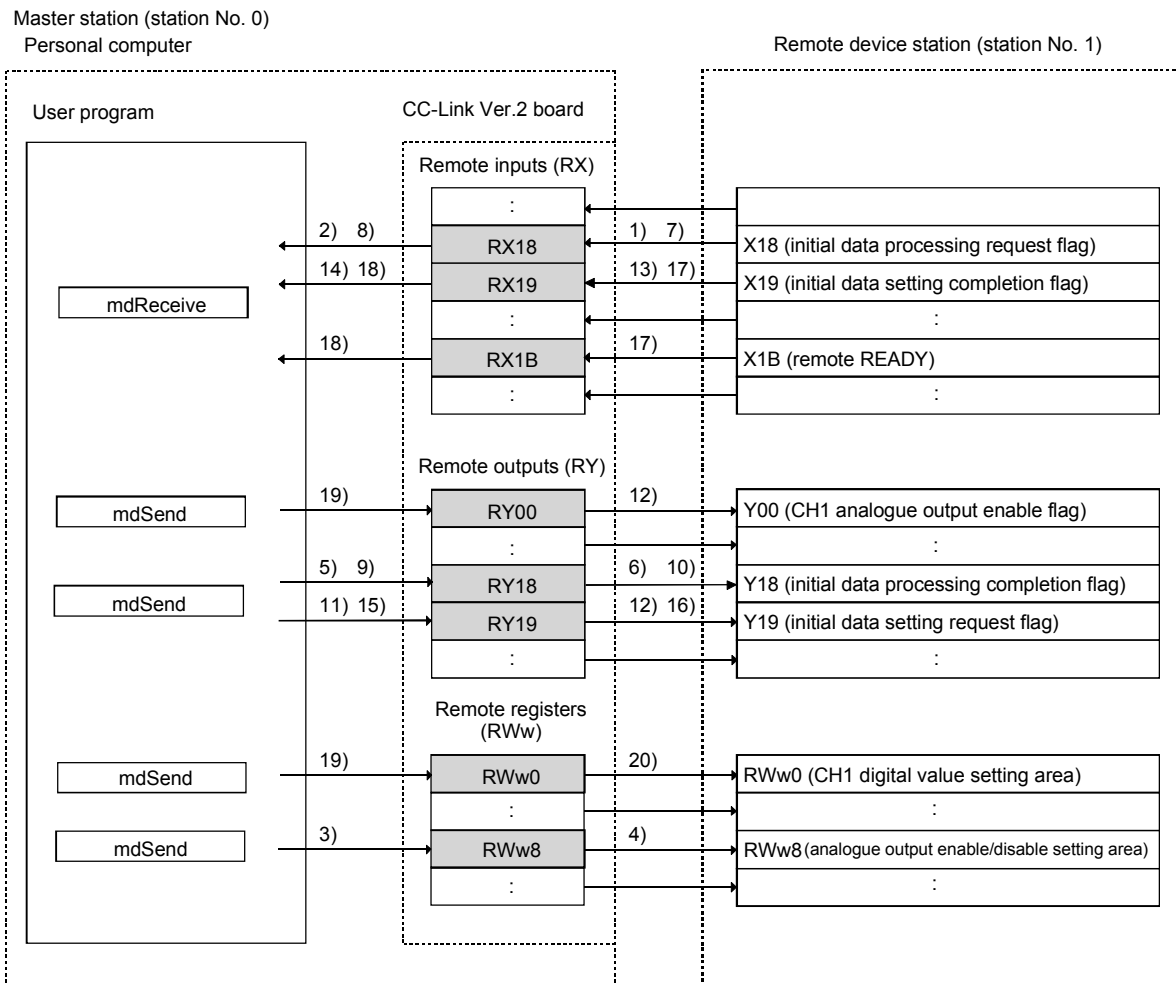 Master station (station No. 0)
Personal computer
Remote device station (station No. 1)
User program
CC-Link Ver.2 board
Remote inputs (RX)
:
2) 8)
RX18
1) 7)
X18 (initial data processing request flag)
14) 18)
RX19
13) 17)
X19 (initial data setting completion flag)
mdReceive
:
:
18)
RX1B
17)
X1B (remote READY)
:
:
Remote outputs (RY)
mdSend
19)
RY00
12)
Y00 (CH1 analogue output enable flag)
:
:
5) 9)
RY18
6) 10)
Y18 (initial data processing completion flag)
mdSend
11) 15)
RY19
12) 16)
Y19 (initial data setting request flag)
:
:
Remote registers
(RWw)
mdSend
19)
RWw0
20)
RWw0 (CH1 digital value setting area)
:
:
mdSend
3)
RWw8
4)
RWw8 (analogue output enable/disable setting area)
:
: